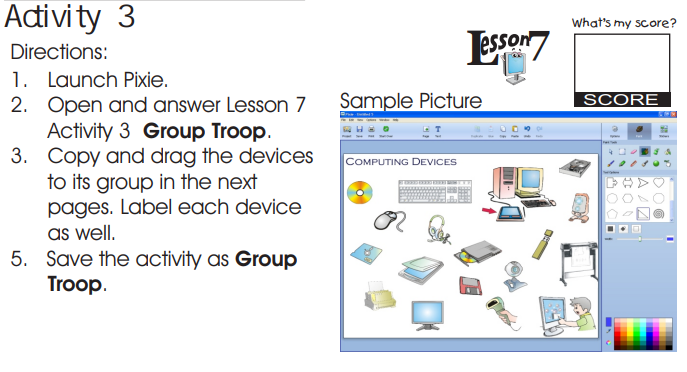 Activity 3
Directions:
1. Launch Pixie.
2. Open and answer Lesson 7
Activity 3 Group Troop.
3. Copy and drag the devices
to its group in the next
pages. Label each device
as well.
5. Save the activity as Group
Troop.
Lesson 7
What's my score?
SCORE
Sample Picture
COMPUTING DEVICES